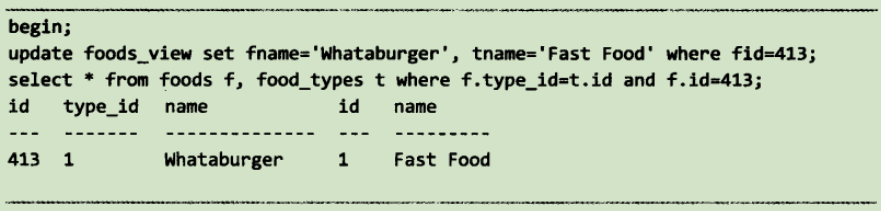 begin;
update foods_view set fname='Whataburger', tname='Fast Food' where fid=413;
select * from foods f, food_types t where f.type_id=t.id and f.id=413;
id   type_id  name            id   name
---  -------  --------------  ---  ---------
413  1        Whataburger     1    Fast Food